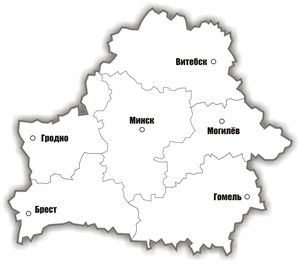 Витебск
Минск
Могилёв
Гродно
Гомель
Брест